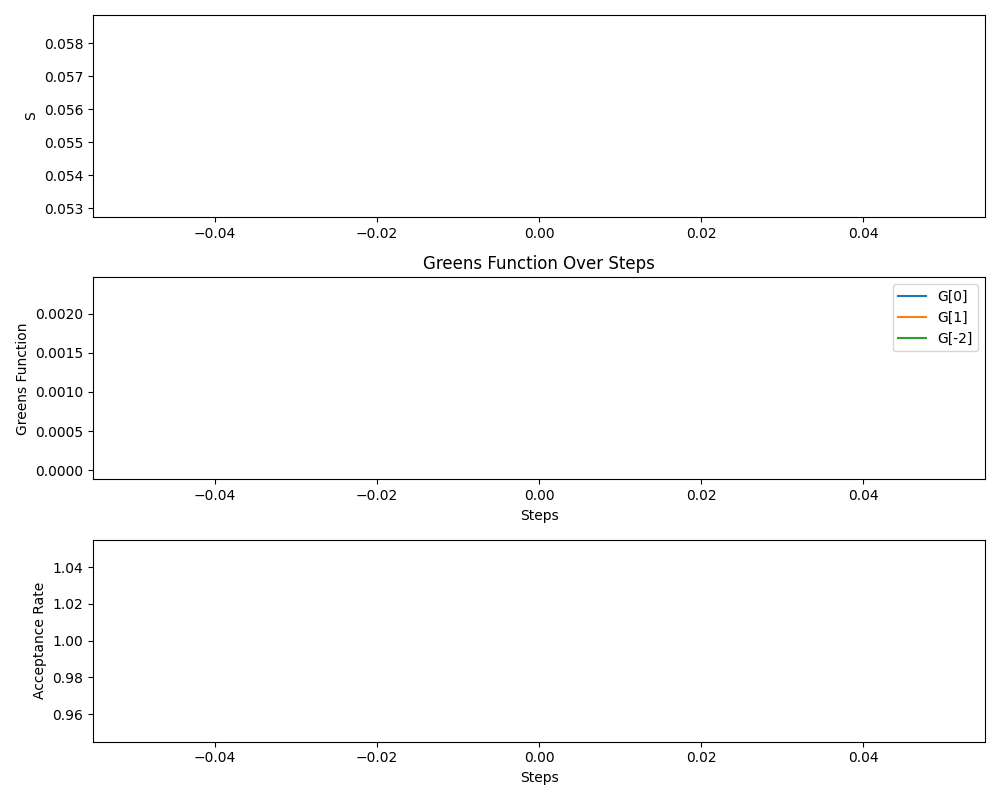 0.058
0.057
0.056
0.055
0.054
0.053
S
−0.04 −0.02 0.00 0.02 0.04
Greens Function Over Steps
0.0020
0.0015
0.0010
0.0005
0.0000
Greens Function
G[0]
G[1]
G[-2]
−0.04 −0.02 0.00 0.02 0.04
Steps
1.04
1.02
1.00
0.98
0.96
Acceptance Rate
−0.04 −0.02 0.00 0.02 0.04
Steps